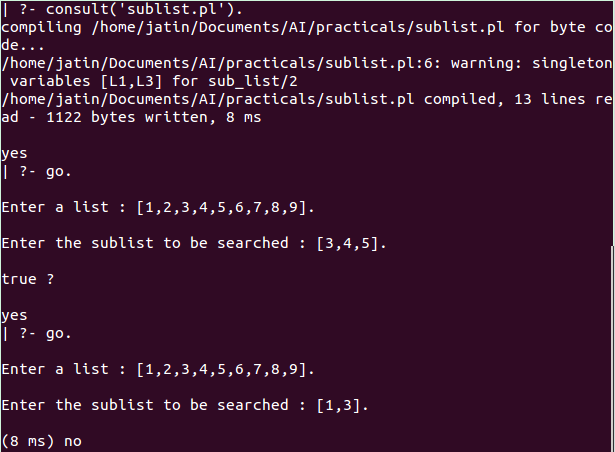 | ?- consult('sublist.pl').
compiling /home/jatin/Documents/AI/practicals/sublist.pl for byte co
de...
/home/jatin/Documents/AI/practicals/sublist.pl:6: warning: singleton
 variables [L1,L3] for sub_list/2
/home/jatin/Documents/AI/practicals/sublist.pl compiled, 13 lines re
ad - 1122 bytes written, 8 ms
yes
| ?- go.
Enter a list : [1,2,3,4,5,6,7,8,9].
Enter the sublist to be searched : [3,4,5].
true ?
yes
| ?- go.
Enter a list : [1,2,3,4,5,6,7,8,9].
Enter the sublist to be searched : [1,3].
(8 ms) no